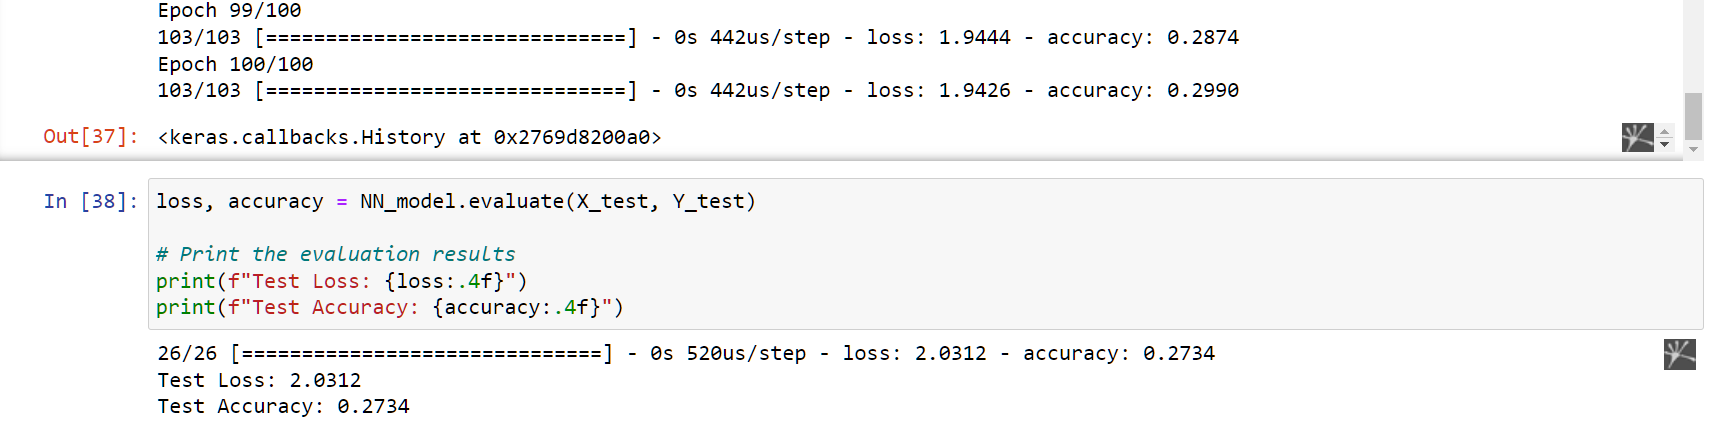 Epoch 99/100
103/103 [==============================] - 0s 442us/step - loss: 1.9444 - accuracy: 0.2874
Epoch 100/100
103/103 [==============================] - 0s 442us/step - loss: 1.9426 - accuracy: 0.2990
Out[37]: <keras.callbacks.History at 0x2769d8200a0>
In [38]: loss, accuracy = NN_model.evaluate(X_test, Y_test)
# Print the evaluation results
print(f"Test Loss: {loss:.4f}")
print(f"Test Accuracy: {accuracy:.4f}")
26/26 [==============================] - 0s 520us/step - loss: 2.0312 - accuracy: 0.2734
Test Loss: 2.0312
Test Accuracy: 0.2734